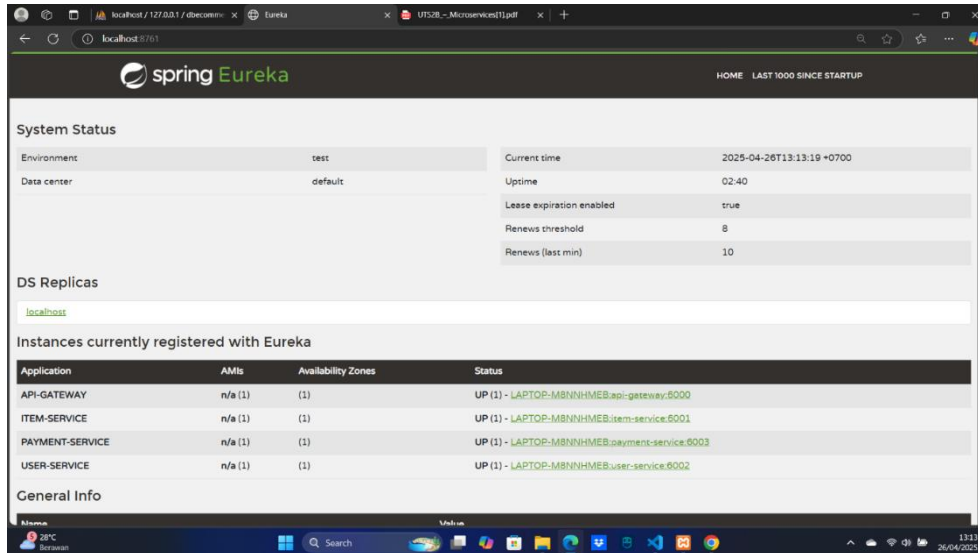 localhost / 127.0.0.1 / dbecomme
Eureka
UTS2B_-_Microservices[1].pdf
localhost:8761
spring Eureka
HOME LAST 1000 SINCE STARTUP
System Status
Environment test
Data center default
Current time 2025-04-26T13:13:19 +0700
Uptime 02:40
Lease expiration enabled true
Renews threshold 8
Renews (last min) 10
DS Replicas
localhost
Instances currently registered with Eureka
Application AMIs Availability Zones Status
API-GATEWAY n/a (1) (1) UP (1) - LAPTOP-M8NNHMEB:api-gateway:6000
ITEM-SERVICE n/a (1) (1) UP (1) - LAPTOP-M8NNHMEB:item-service:6001
PAYMENT-SERVICE n/a (1) (1) UP (1) - LAPTOP-M8NNHMEB:payment-service:6003
USER-SERVICE n/a (1) (1) UP (1) - LAPTOP-M8NNHMEB:user-service:6002
General Info
Name Value
5 28°C
Berawan
Search
26/04/2025